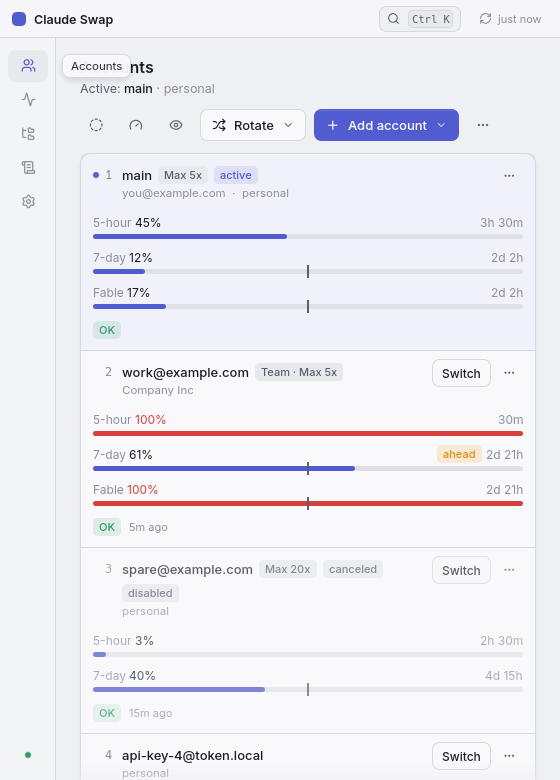 Claude Swap
Ctrl K
just now
Accounts
nts
Active: main · personal
Rotate
Add account
1 main Max 5x active
you@example.com · personal
5-hour 45% 3h 30m
7-day 12% 2d 2h
Fable 17% 2d 2h
OK
2 work@example.com Team · Max 5x Switch
Company Inc
5-hour 100% 30m
7-day 61% ahead 2d 21h
Fable 100% 2d 21h
OK 5m ago
3 spare@example.com Max 20x canceled Switch
disabled
personal
5-hour 3% 2h 30m
7-day 40% 4d 15h
OK 15m ago
4 api-key-4@token.local Switch
personal